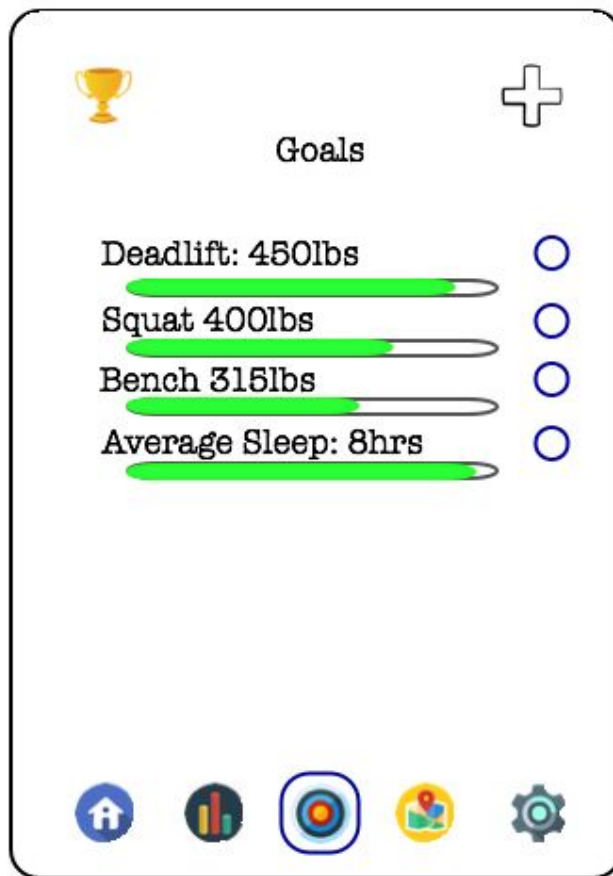 Goals
Deadlift: 450lbs
Squat 400lbs
Bench 315lbs
Average Sleep: 8hrs